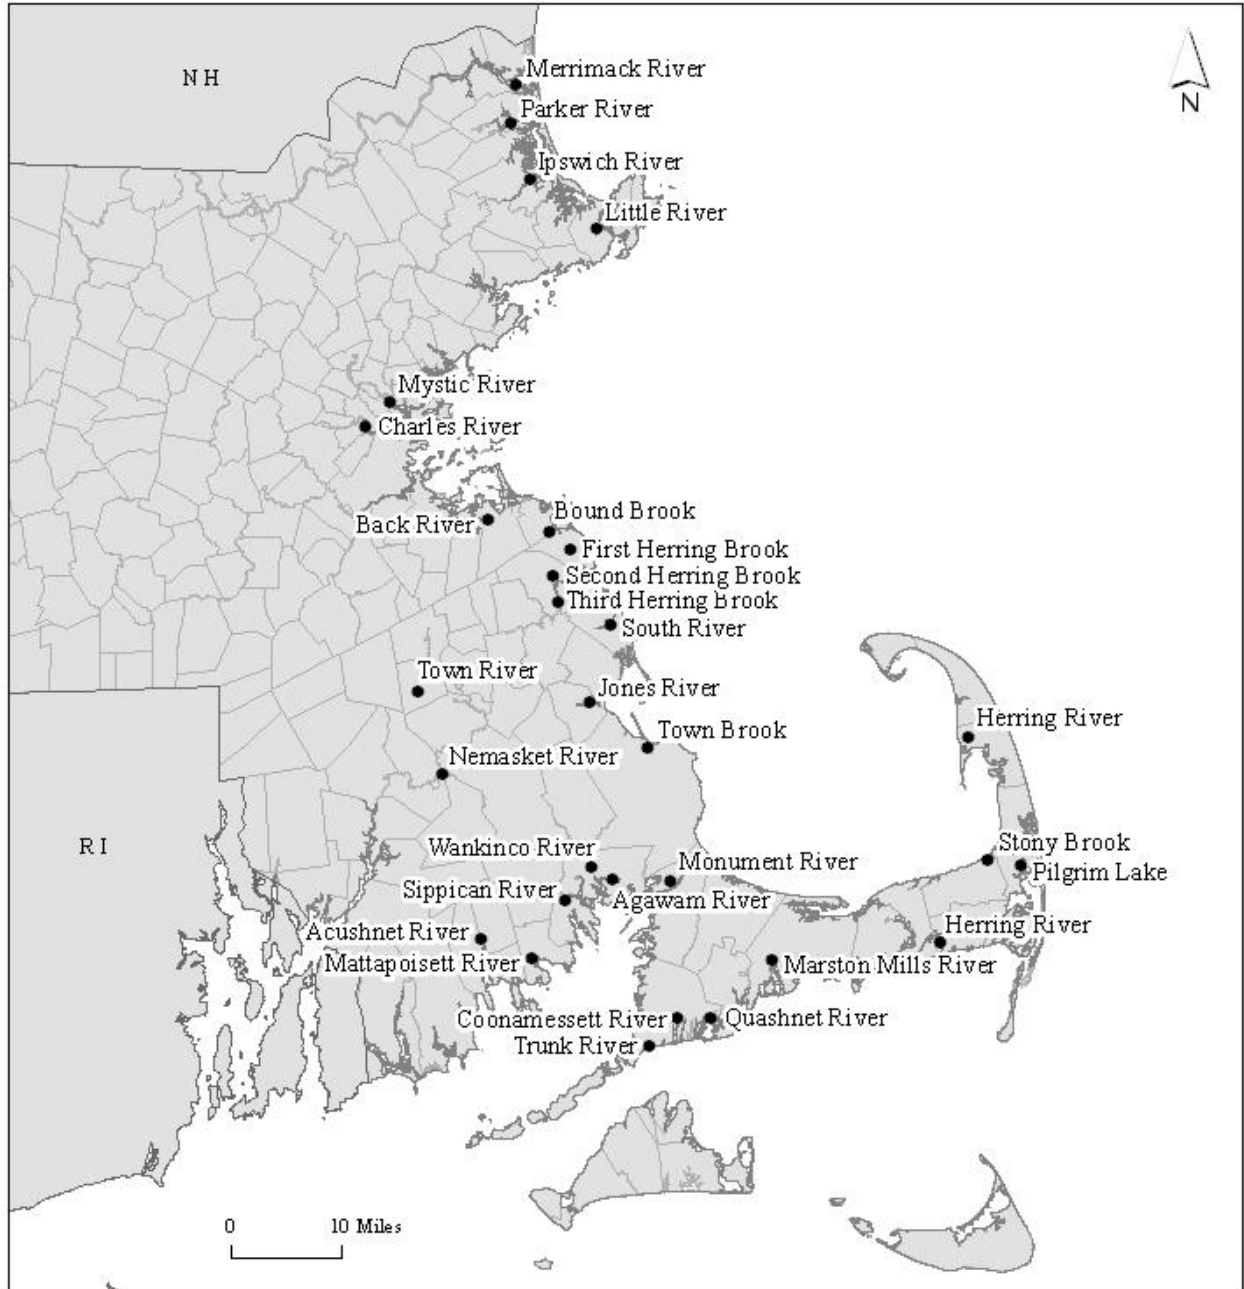 Merrimack River
N H
N
Parker River
Ipswich River
Little River
Mystic River
Charles River
Bound Brook
Back River
First Herring Brook
Second Herring Brook
Third Herring Brook
South River
Town River
Jones River
Herring River
Town Brook
Nemasket River
Stony Brook
R I
Wankinco River
Monument River
Pilgrim Lake
Sippican River
Agawam River
Herring River
Acushnet River
Mattapoisett River
Marston Mills River
Coonamessett River
Quashnet River
Trunk River
0 10 Miles